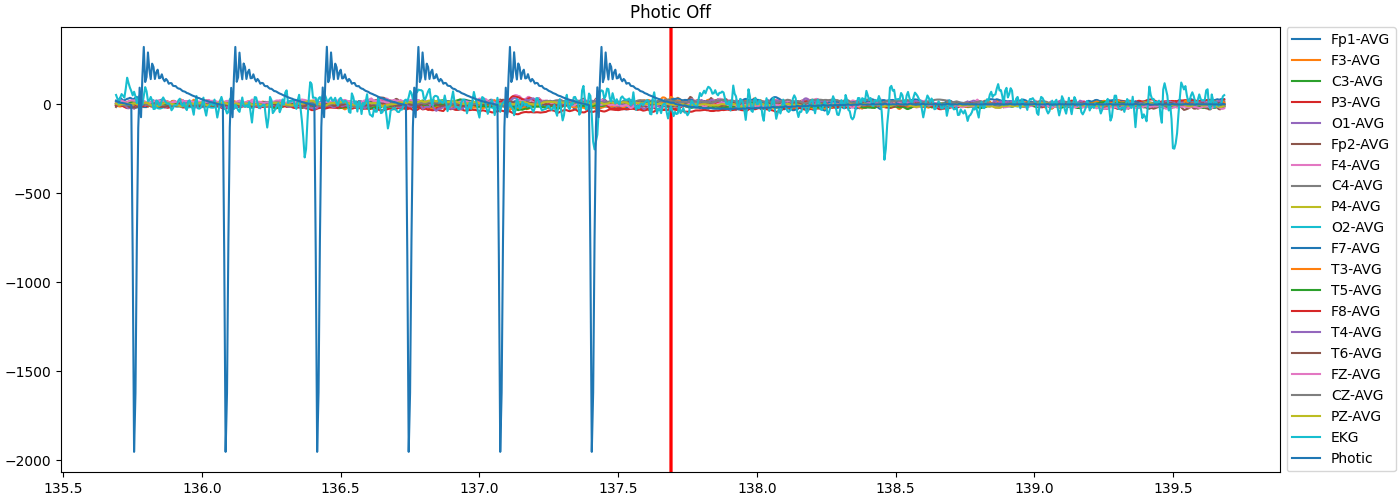 Photic Off
0
−500
−1000
−1500
−2000
135.5 136.0 136.5 137.0 137.5 138.0 138.5 139.0 139.5
Fp1-AVG
F3-AVG
C3-AVG
P3-AVG
O1-AVG
Fp2-AVG
F4-AVG
C4-AVG
P4-AVG
O2-AVG
F7-AVG
T3-AVG
T5-AVG
F8-AVG
T4-AVG
T6-AVG
FZ-AVG
CZ-AVG
PZ-AVG
EKG
Photic